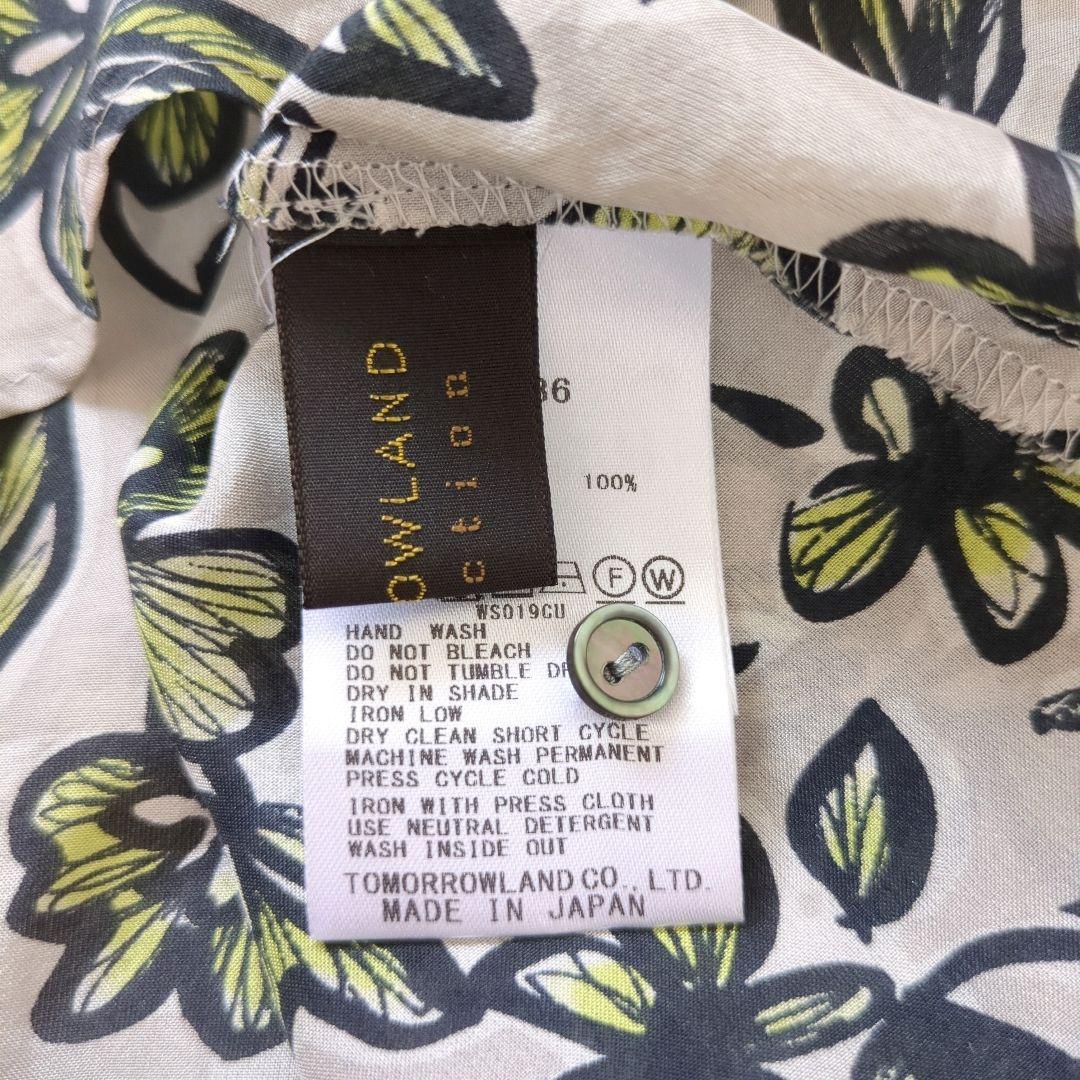 OWLAND
ction
36
100%
F W
WS019CU
HAND WASH
DO NOT BLEACH
DO NOT TUMBLE DR
DRY IN SHADE
IRON LOW
DRY CLEAN SHORT CYCLE
MACHINE WASH PERMANENT
PRESS CYCLE COLD
IRON WITH PRESS CLOTH
USE NEUTRAL DETERGENT
WASH INSIDE OUT
TOMORROWLAND CO., LTD.
MADE IN JAPAN